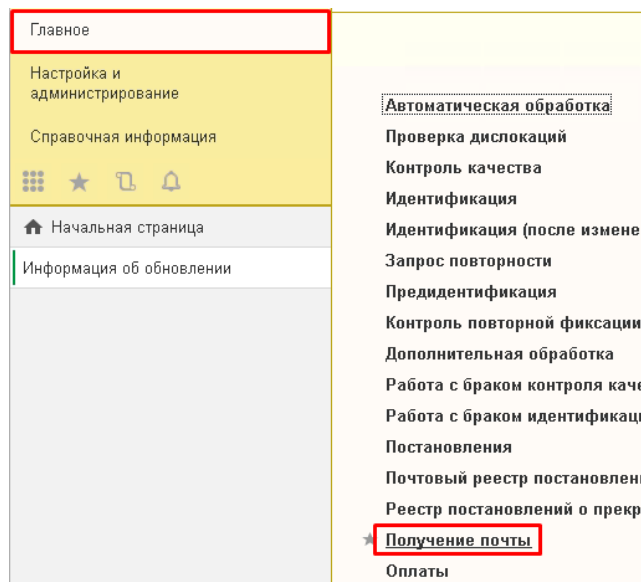 Главное
Настройка и
администрирование
Справочная информация
Начальная страница
Информация об обновлении
Автоматическая обработка
Проверка дислокаций
Контроль качества
Идентификация
Идентификация (после измене
Запрос повторности
Предидентификация
Контроль повторной фиксации
Дополнительная обработка
Работа с браком контроля каче
Работа с браком идентификац
Постановления
Почтовый реестр постановлен
Реестр постановлений о прекр
Получение почты
Оплаты